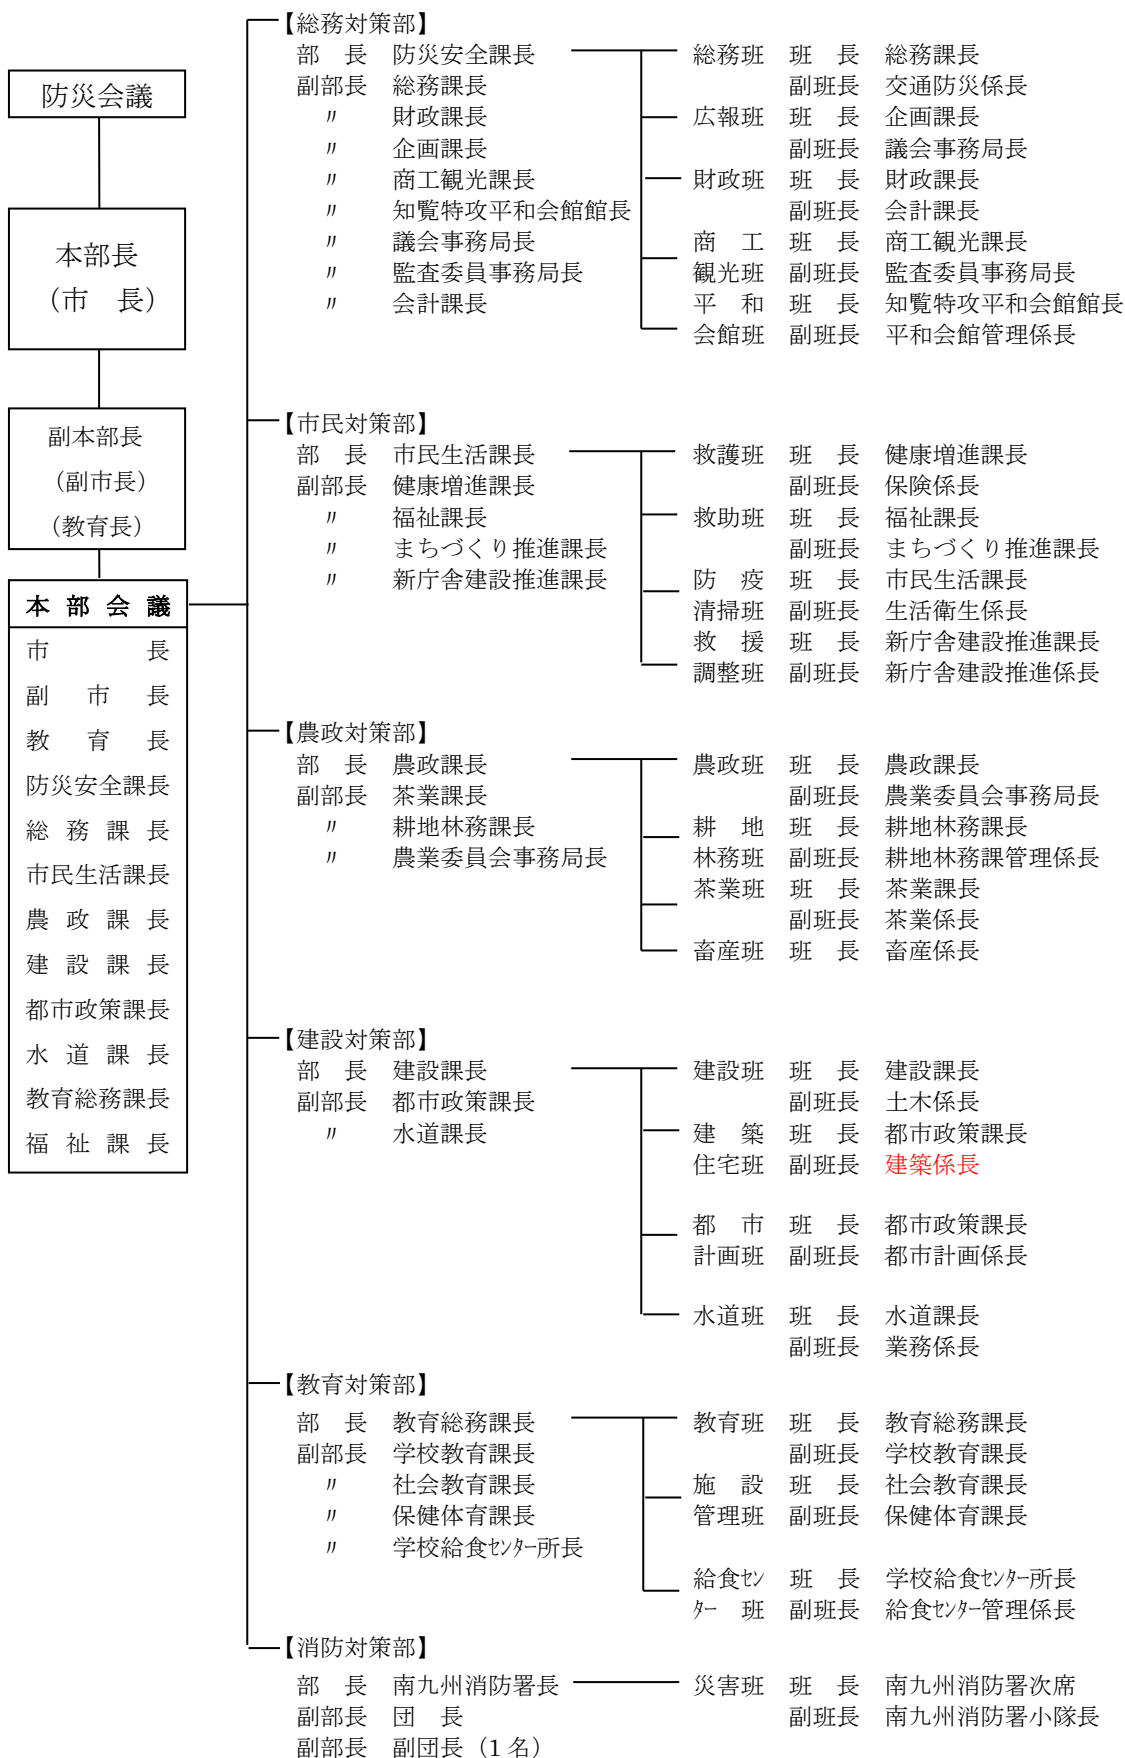 防災会議
本部長
（市　長）
副本部長
（副市長）
（教育長）
本 部 会 議
市　　　　長
副　市　長
教　育　長
防災安全課長
総 務 課 長
市民生活課長
農 政 課 長
建 設 課 長
都市政策課長
水 道 課 長
教育総務課長
福 祉 課 長
【総務対策部】
部　長　防災安全課長　総務班　班　長　総務課長
副部長　総務課長　副班長　交通防災係長
〃　財政課長　広報班　班　長　企画課長
〃　企画課長　副班長　議会事務局長
〃　商工観光課長　財政班　班　長　財政課長
〃　知覧特攻平和会館館長　副班長　会計課長
〃　議会事務局長　商　工　班　長　商工観光課長
〃　監査委員事務局長　観光班　副班長　監査委員事務局長
〃　会計課長　平　和　班　長　知覧特攻平和会館館長
会館班　副班長　平和会館管理係長
【市民対策部】
部　長　市民生活課長　救護班　班　長　健康増進課長
副部長　健康増進課長　副班長　保険係長
〃　福祉課長　救助班　班　長　福祉課長
〃　まちづくり推進課長　副班長　まちづくり推進課長
〃　新庁舎建設推進課長　防　疫　班　長　市民生活課長
清掃班　副班長　生活衛生係長
救　援　班　長　新庁舎建設推進課長
調整班　副班長　新庁舎建設推進係長
【農政対策部】
部　長　農政課長　農政班　班　長　農政課長
副部長　茶業課長　副班長　農業委員会事務局長
〃　耕地林務課長　耕　地　班　長　耕地林務課長
〃　農業委員会事務局長　林務班　副班長　耕地林務課管理係長
茶業班　班　長　茶業課長
副班長　茶業係長
畜産班　班　長　畜産係長
【建設対策部】
部　長　建設課長　建設班　班　長　建設課長
副部長　都市政策課長　副班長　土木係長
〃　水道課長　建　築　班　長　都市政策課長
住宅班　副班長　建築係長
都　市　班　長　都市政策課長
計画班　副班長　都市計画係長
水道班　班　長　水道課長
副班長　業務係長
【教育対策部】
部　長　教育総務課長　教育班　班　長　教育総務課長
副部長　学校教育課長　副班長　学校教育課長
〃　社会教育課長　施　設　班　長　社会教育課長
〃　保健体育課長　管理班　副班長　保健体育課長
〃　学校給食ｾﾝﾀｰ所長
給食ｾﾝ　班　長　学校給食ｾﾝﾀｰ所長
ﾀｰ　班　副班長　給食ｾﾝﾀｰ管理係長
【消防対策部】
部　長　南九州消防署長　災害班　班　長　南九州消防署次席
副部長　団　長　副班長　南九州消防署小隊長
副部長　副団長（1 名）